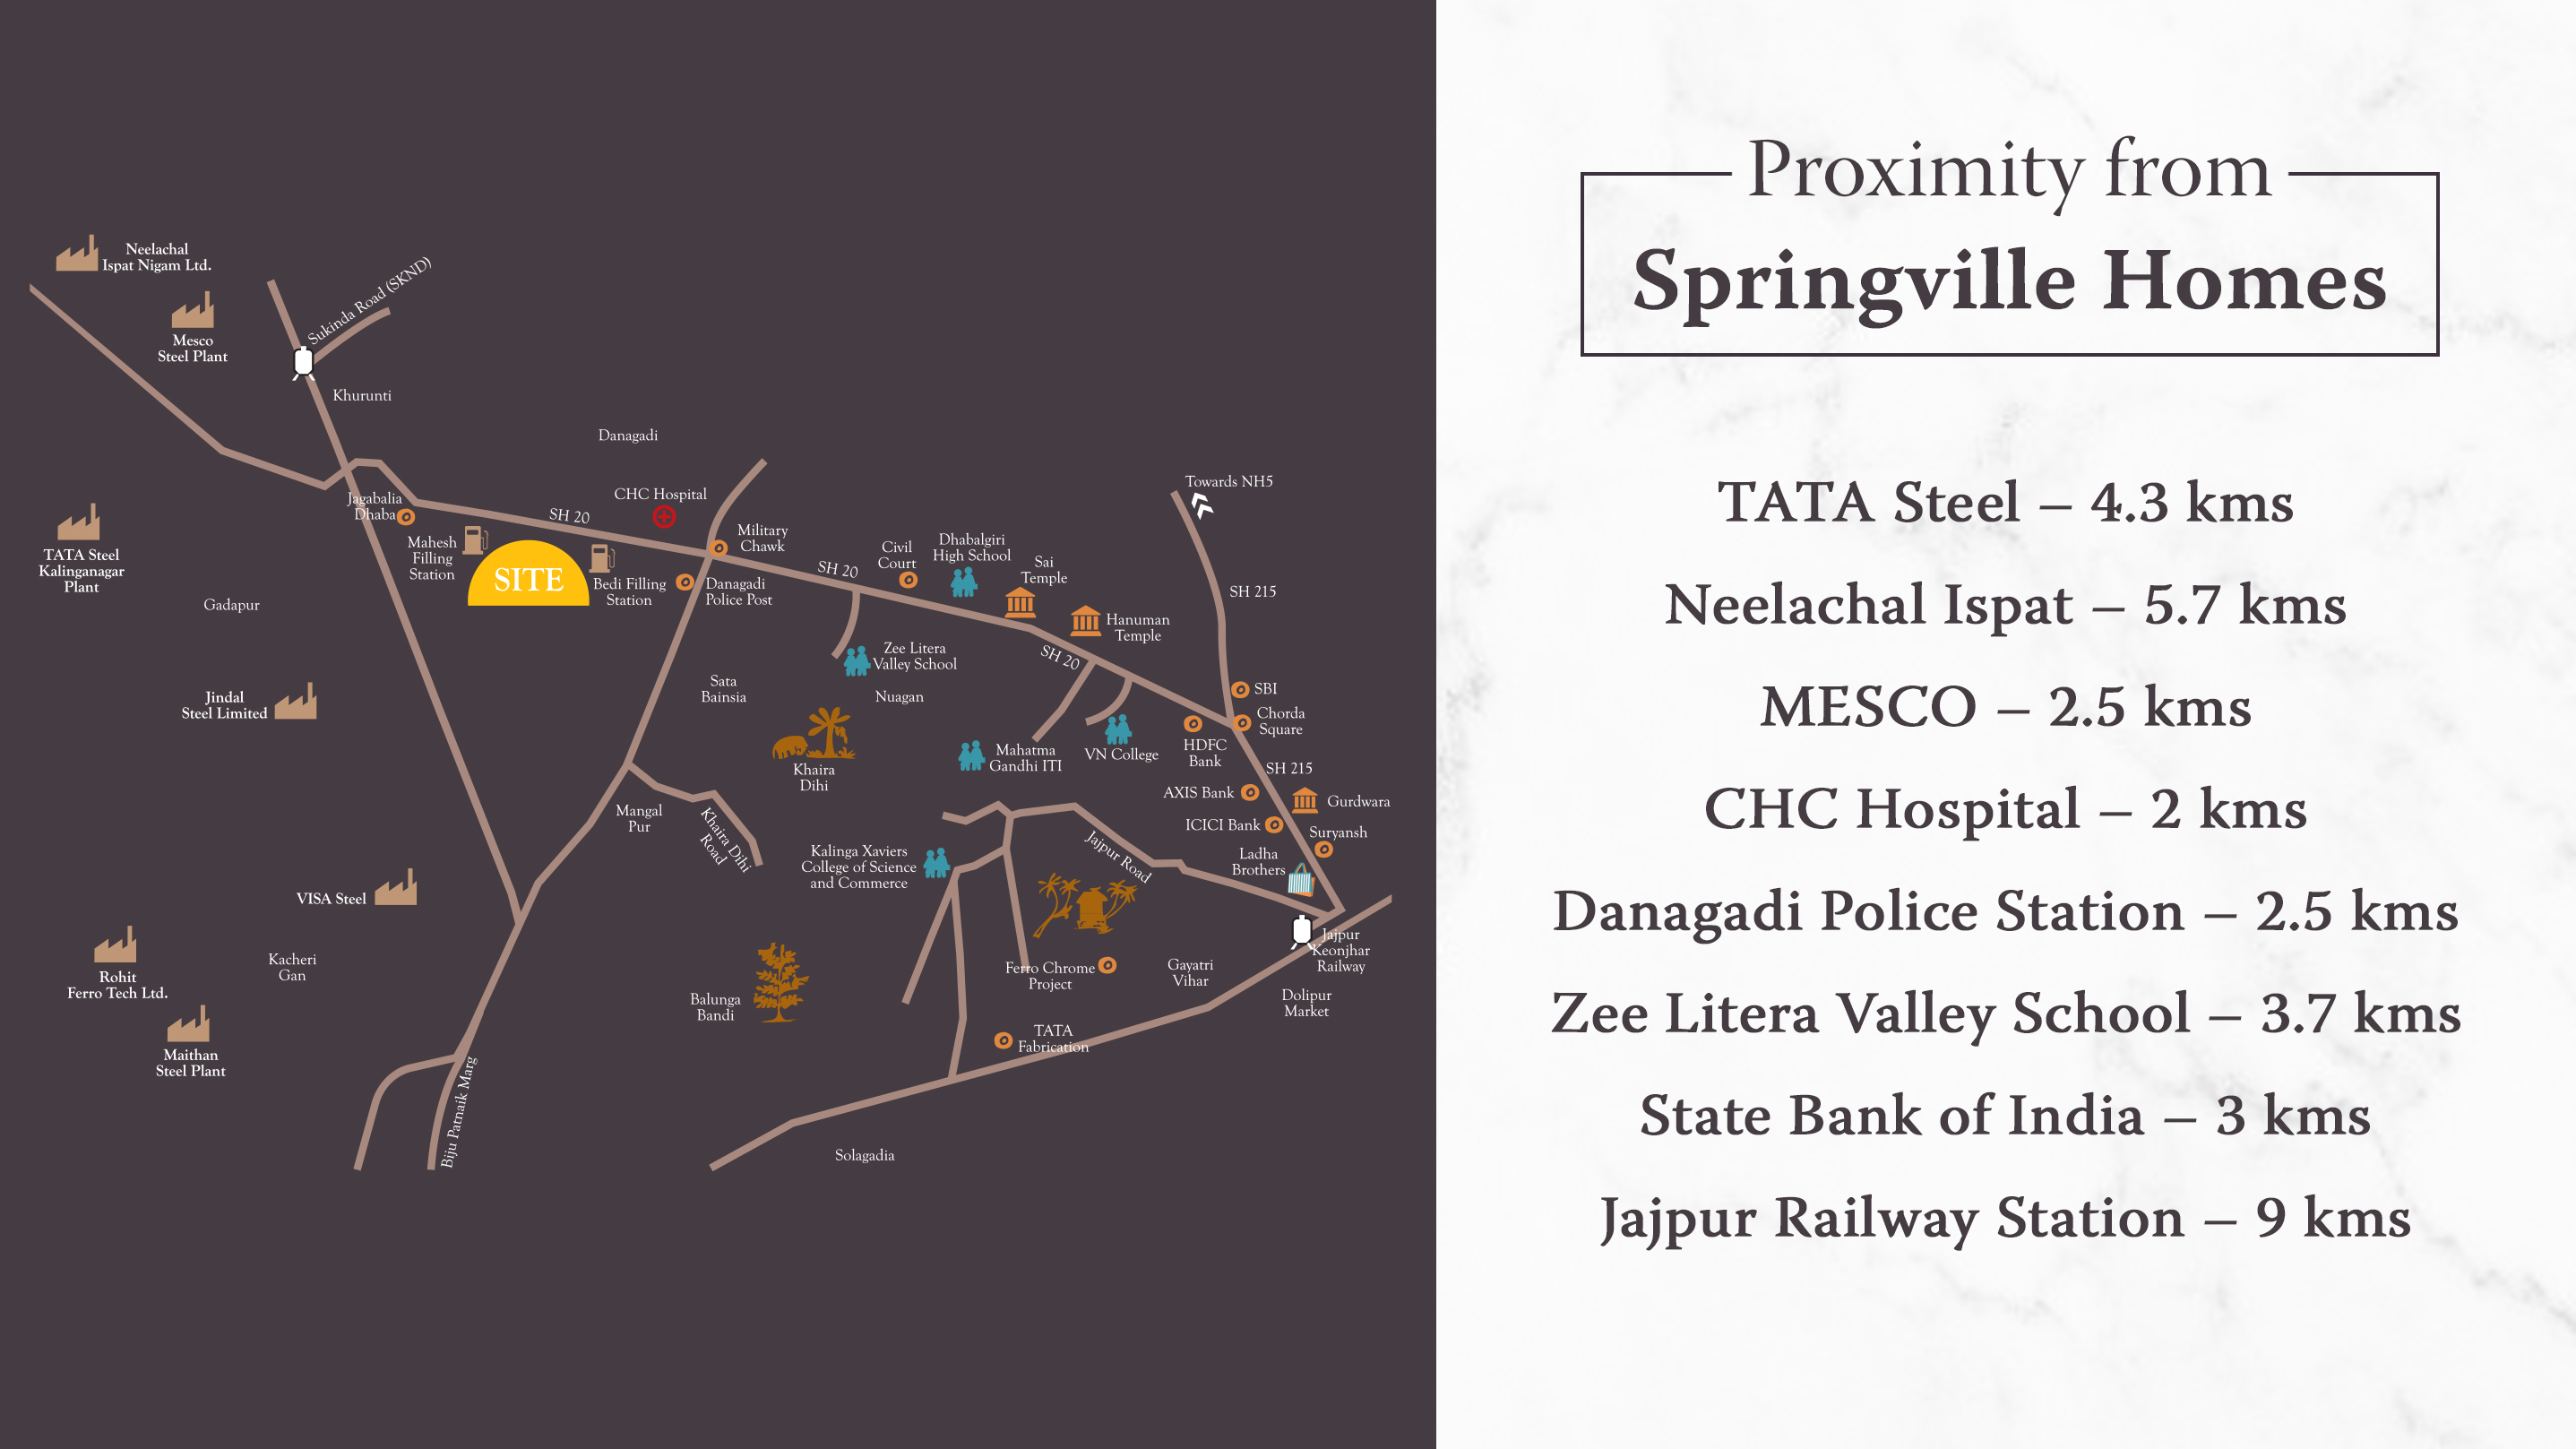 Neelachal
Ispat Nigam Ltd.
Mesco
Steel Plant
Sukinda Road (SKND)
Khurunti
Danagadi
Jagabalia
Dhaba
SH 20
CHC Hospital
Military
Chawk
Towards NH5
TATA Steel
Kalinganagar
Plant
Mahesh
Filling
Station
SITE
Bedi Filling
Station
Danagadi
Police Post
SH 20
Civil
Court
Dhabalgiri
High School
Sai
Temple
Hanuman
Temple
SH 215
Gadapur
Zee Litera
Valley School
SH 20
Jindal
Steel Limited
Sata
Bainsia
Nuagan
SBI
Chorda
Square
Khaira
Dihi
Mahatma
Gandhi ITI
VN College
HDFC
Bank
SH 215
AXIS Bank
Gurdwara
Mangal
Pur
Khaira Dihi
Road
ICICI Bank
Suryansh
Kalinga Xaviers
College of Science
and Commerce
Jajpur Road
Ladha
Brothers
VISA Steel
Rohit
Ferro Tech Ltd.
Kacheri
Gan
Jajpur
Keonjhar
Railway
Ferro Chrome
Project
Gayatri
Vihar
Dolipur
Market
Balunga
Bandi
TATA
Fabrication
Maithan
Steel Plant
Biju Patnaik Marg
Solagadia
Proximity from
Springville Homes
TATA Steel – 4.3 kms
Neelachal Ispat – 5.7 kms
MESCO – 2.5 kms
CHC Hospital – 2 kms
Danagadi Police Station – 2.5 kms
Zee Litera Valley School – 3.7 kms
State Bank of India – 3 kms
Jajpur Railway Station – 9 kms